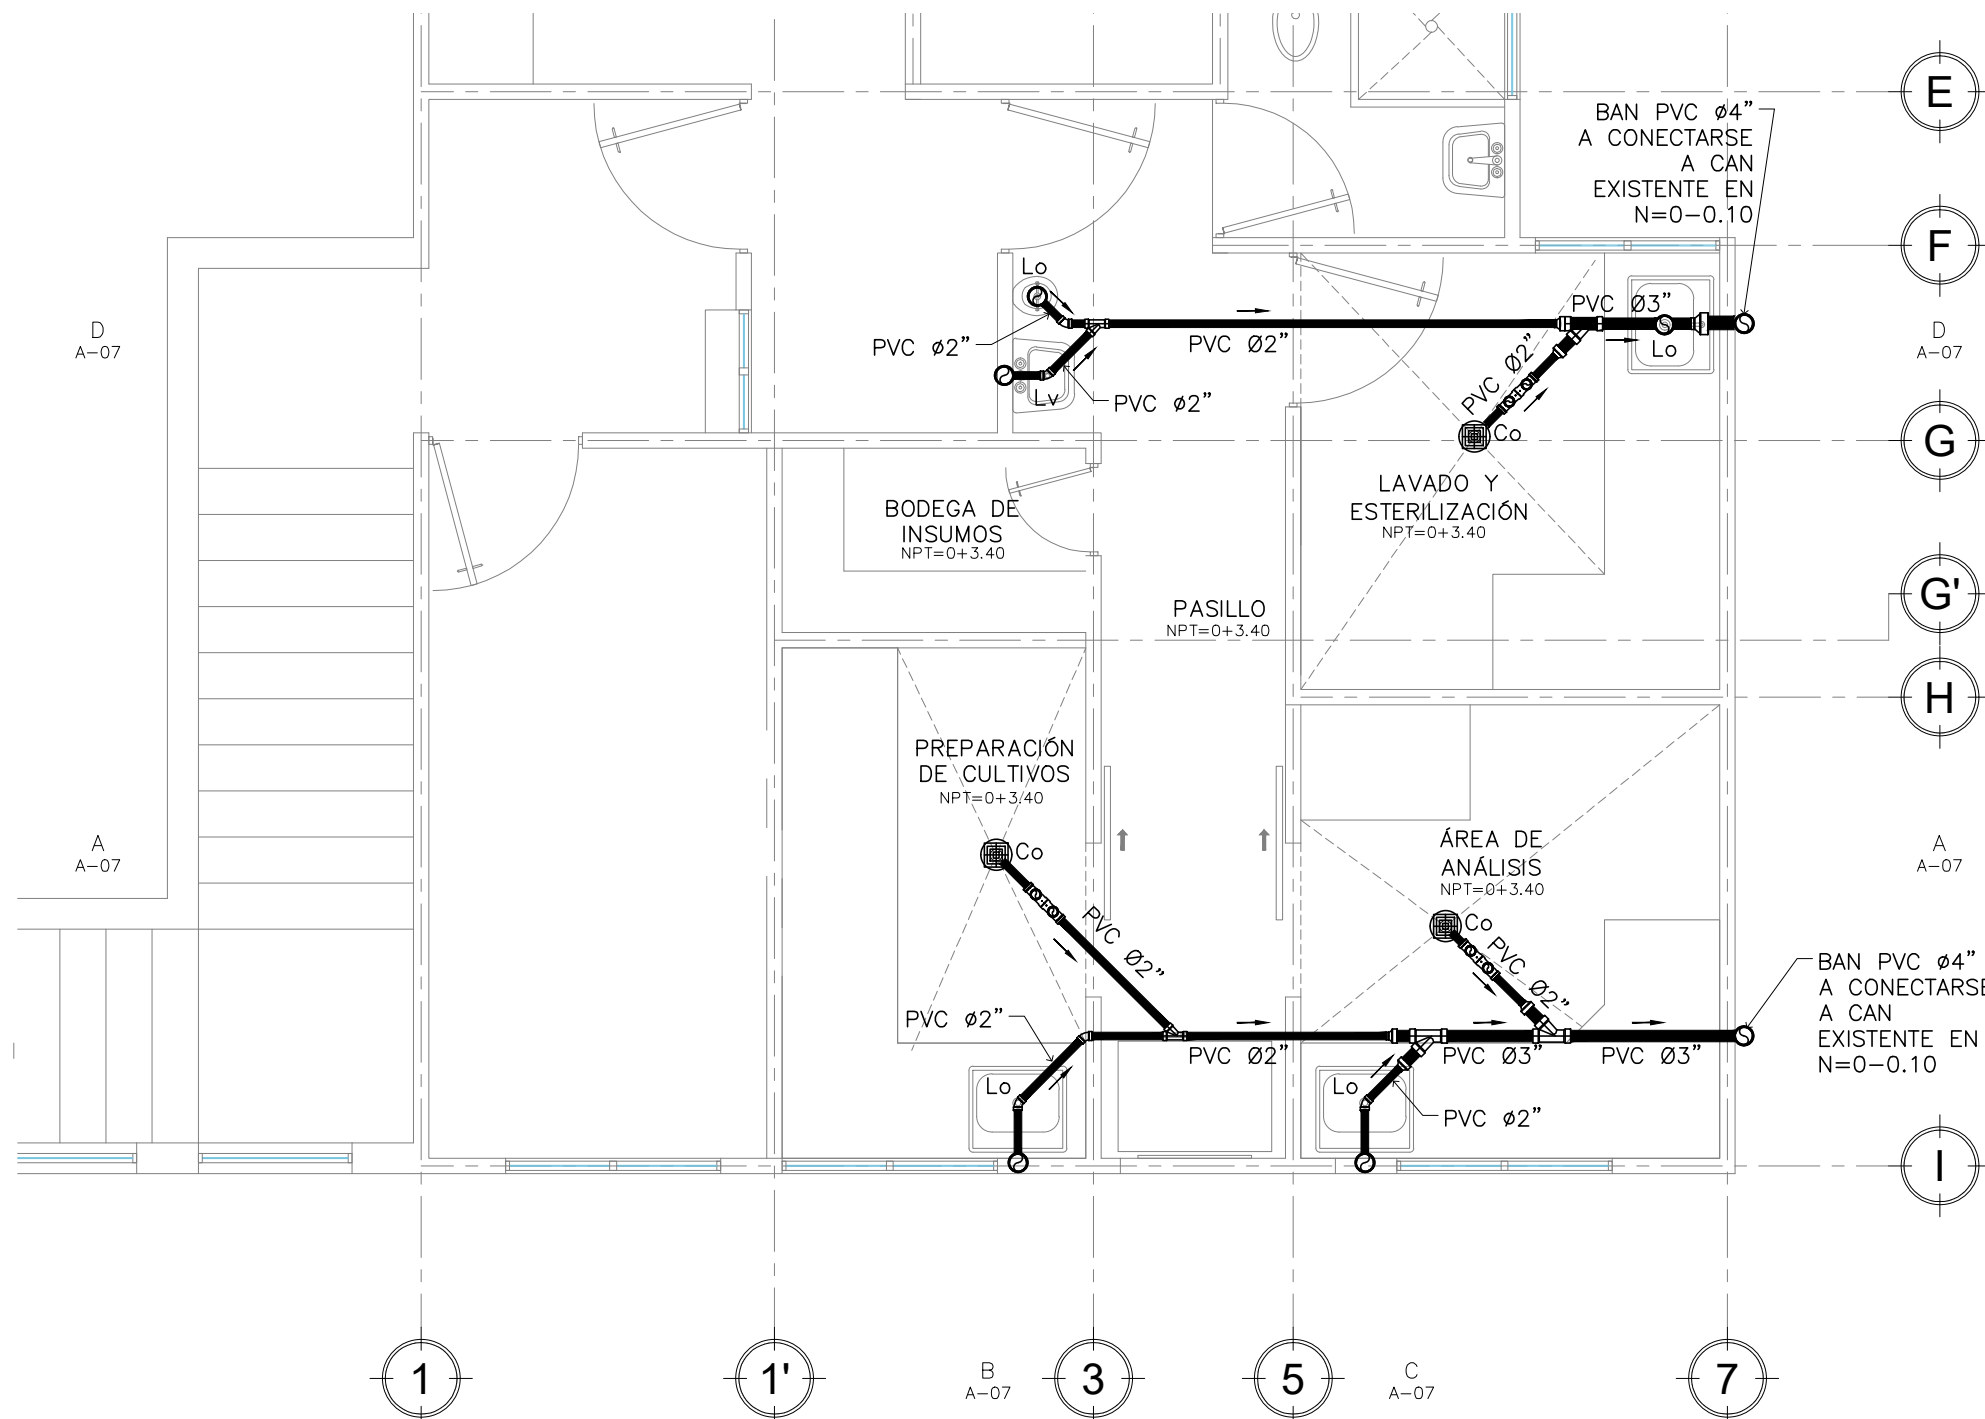 E
BAN PVC ø4”
A CONECTARSE
A CAN
EXISTENTE EN
N=0-0.10
F
Lo
PVC Ø3”
D
A-07
PVC ø2”
PVC Ø2”
PVC Ø2”
Lo
D
A-07
Lv
PVC ø2”
Co
G
LAVADO Y
ESTERILIZACIÓN
NPT=0+3.40
BODEGA DE
INSUMOS
NPT=0+3.40
PASILLO
NPT=0+3.40
G'
H
PREPARACIÓN
DE CULTIVOS
NPT=0+3.40
A
A-07
Co
ÁREA DE
ANÁLISIS
NPT=0+3.40
A
A-07
PVC Ø2”
Co
PVC Ø2”
BAN PVC ø4”
A CONECTARSE
A CAN
EXISTENTE EN
N=0-0.10
PVC ø2”
PVC Ø2”
PVC Ø3”
PVC Ø3”
Lo
Lo
PVC ø2”
I
1
1'
B
A-07
3
5
C
A-07
7